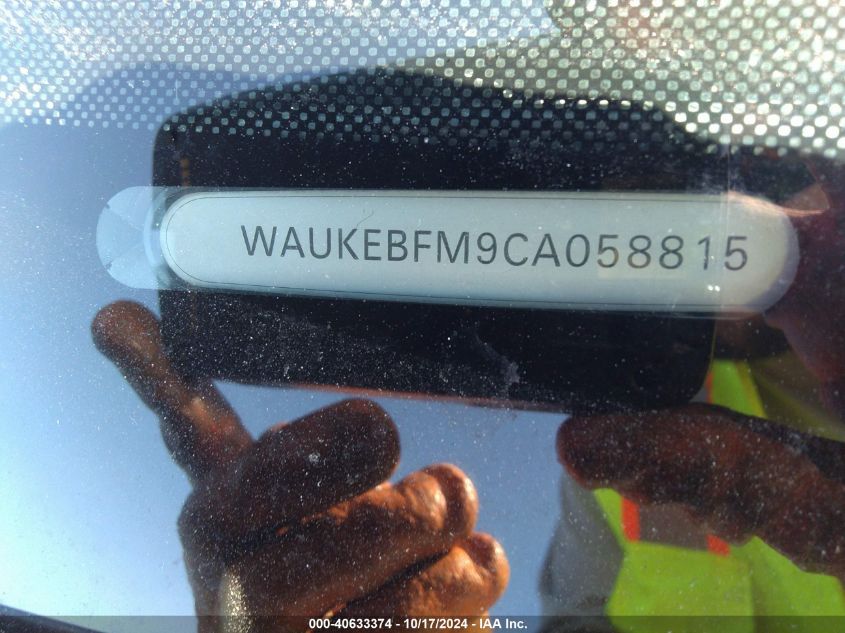 WAUKEBFM9CA058815
000-40633374 - 10/17/2024 - IAA Inc.